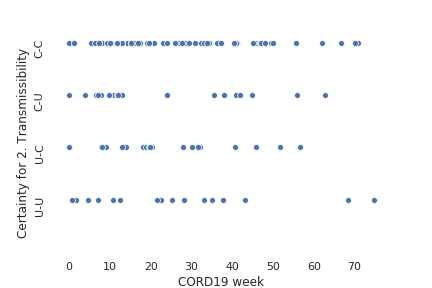 Certainty for 2. Transmissibility
C-C
C-U
U-C
U-U
0 10 20 30 40 50 60 70
CORD19 week